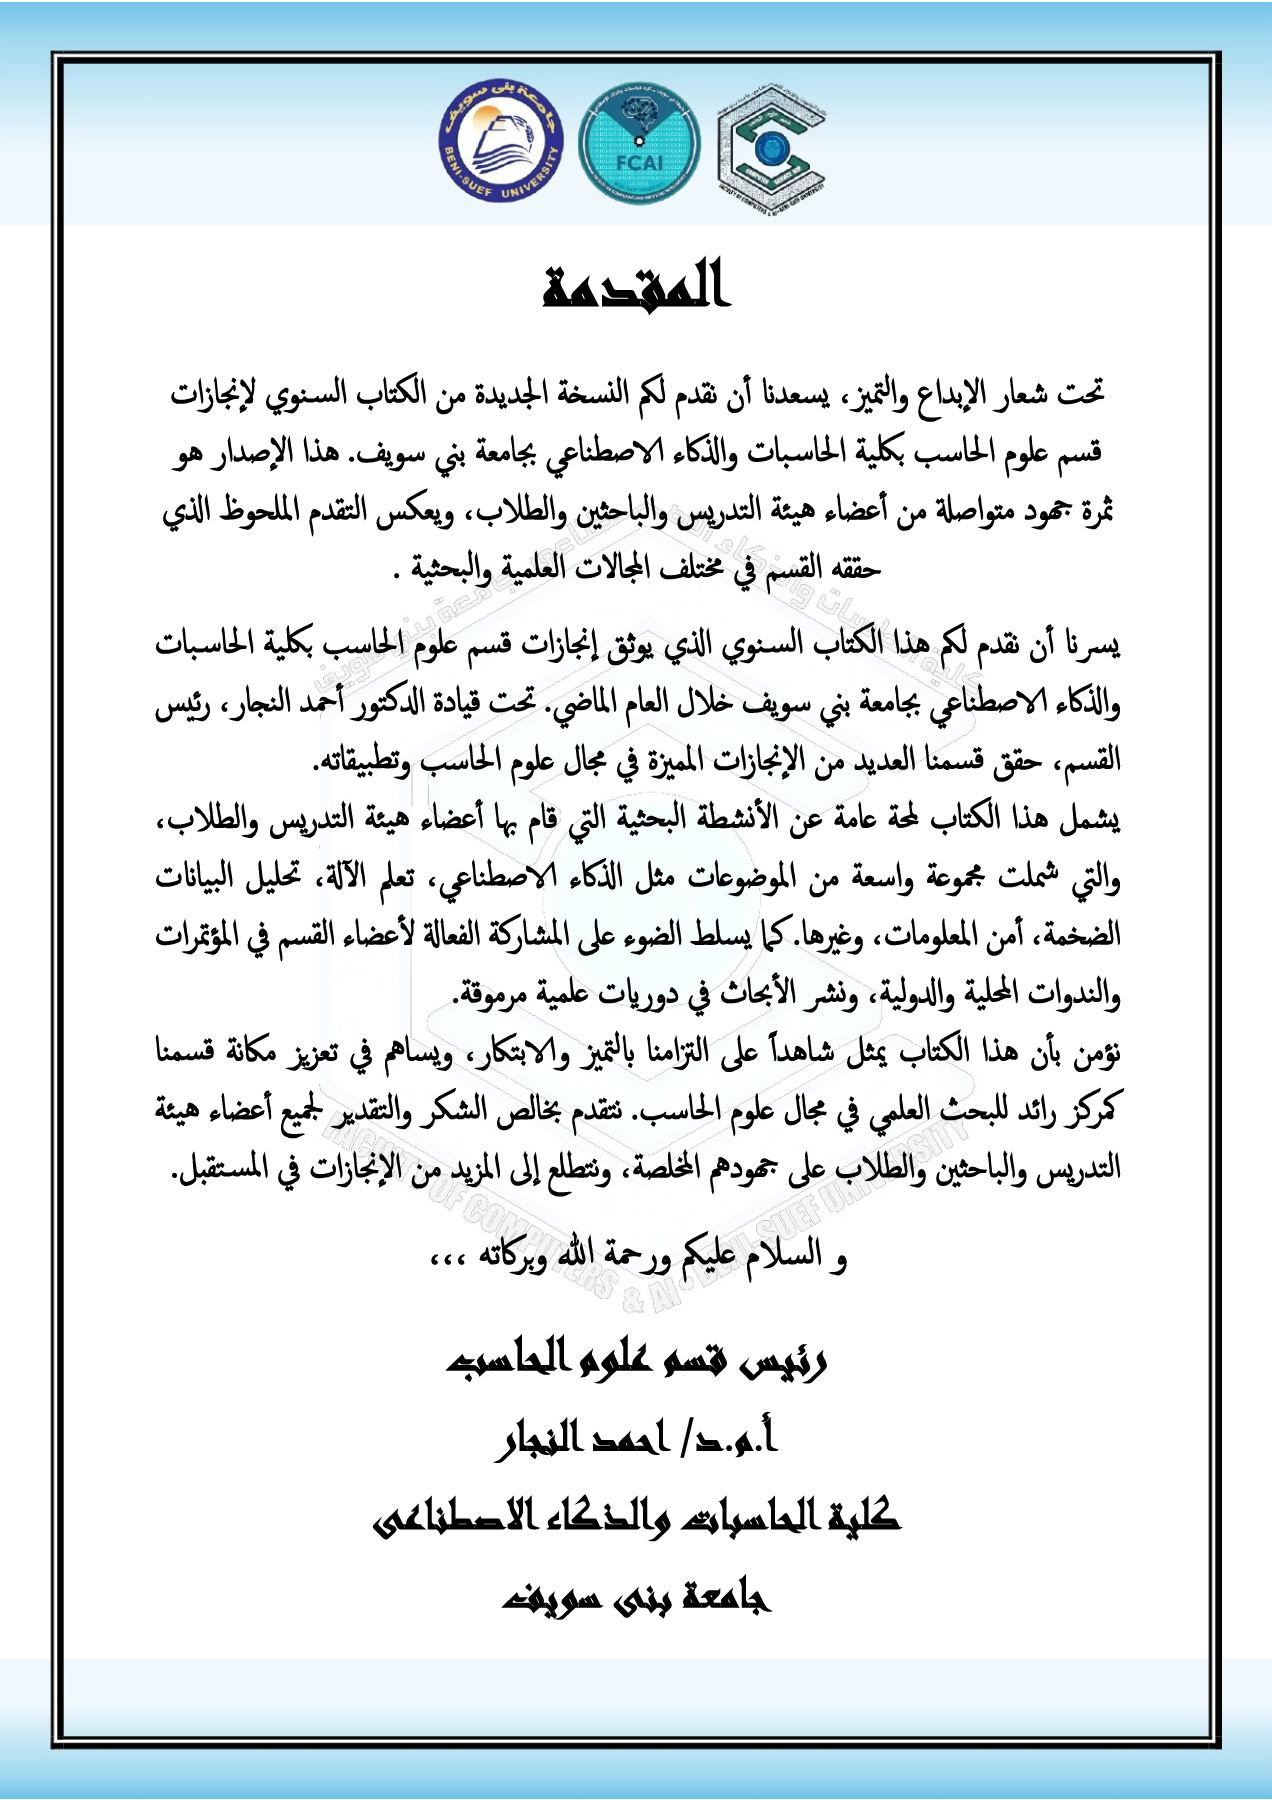 جامعة بنى سويف
BENI-SUEF UNIVERSITY
FCAI
المقدمة
تحت شعار الإبداع والتميز، يسعدنا أن نقدم لكم النسخة الجديدة من الكتاب السنوي لإنجازات
قسم علوم الحاسب بكلية الحاسبات والذكاء الاصطناعي بجامعة بني سويف. هذا الإصدار هو
ثمرة جهود متواصلة من أعضاء هيئة التدريس والباحثين والطلاب، ويعكس التقدم الملحوظ الذي
حققه القسم في مختلف المجالات العلمية والبحثية .
يسرنا أن نقدم لكم هذا الكتاب السنوي الذي يوثق إنجازات قسم علوم الحاسب بكلية الحاسبات
والذكاء الاصطناعي بجامعة بني سويف خلال العام الماضي. تحت قيادة الدكتور أحمد النجار، رئيس
القسم، حقق قسمنا العديد من الإنجازات المميزة في مجال علوم الحاسب وتطبيقاته.
يشمل هذا الكتاب لمحة عامة عن الأنشطة البحثية التي قام بها أعضاء هيئة التدريس والطلاب،
والتي شملت مجموعة واسعة من الموضوعات مثل الذكاء الاصطناعي، تعلم الآلة، تحليل البيانات
الضخمة، أمن المعلومات، وغيرها. كما يسلط الضوء على المشاركة الفعالة لأعضاء القسم في المؤتمرات
والندوات المحلية والدولية، ونشر الأبحاث في دوريات علمية مرموقة.
نؤمن بأن هذا الكتاب يمثل شاهداً على التزامنا بالتميز والابتكار، ويساهم في تعزيز مكانة قسمنا
كمركز رائد للبحث العلمي في مجال علوم الحاسب. نتقدم بخالص الشكر والتقدير لجميع أعضاء هيئة
التدريس والباحثين والطلاب على جهودهم المخلصة، ونتطلع إلى المزيد من الإنجازات في المستقبل.
FACULTY OF COMPUTERS & AI - BENI-SUEF UNIVERSITY
و السلام عليكم ورحمة الله وبركاته ،،،
رئيس قسم علوم الحاسب
أ.م.د/ احمد النجار
كلية الحاسبات والذكاء الاصطناعى
جامعة بنى سويف